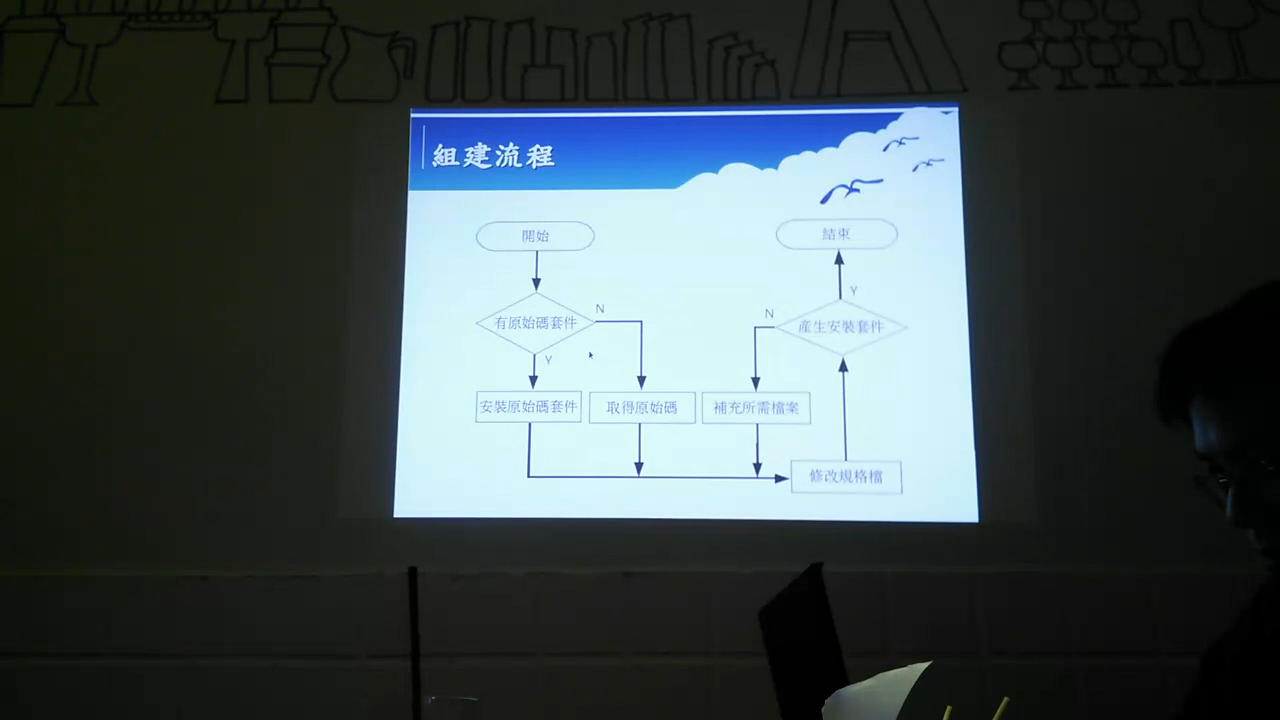 組建流程
開始
結束
Y
有原始碼套件
N
N
產生安裝套件
Y
安裝原始碼套件
取得原始碼
補充所需檔案
修改規格檔